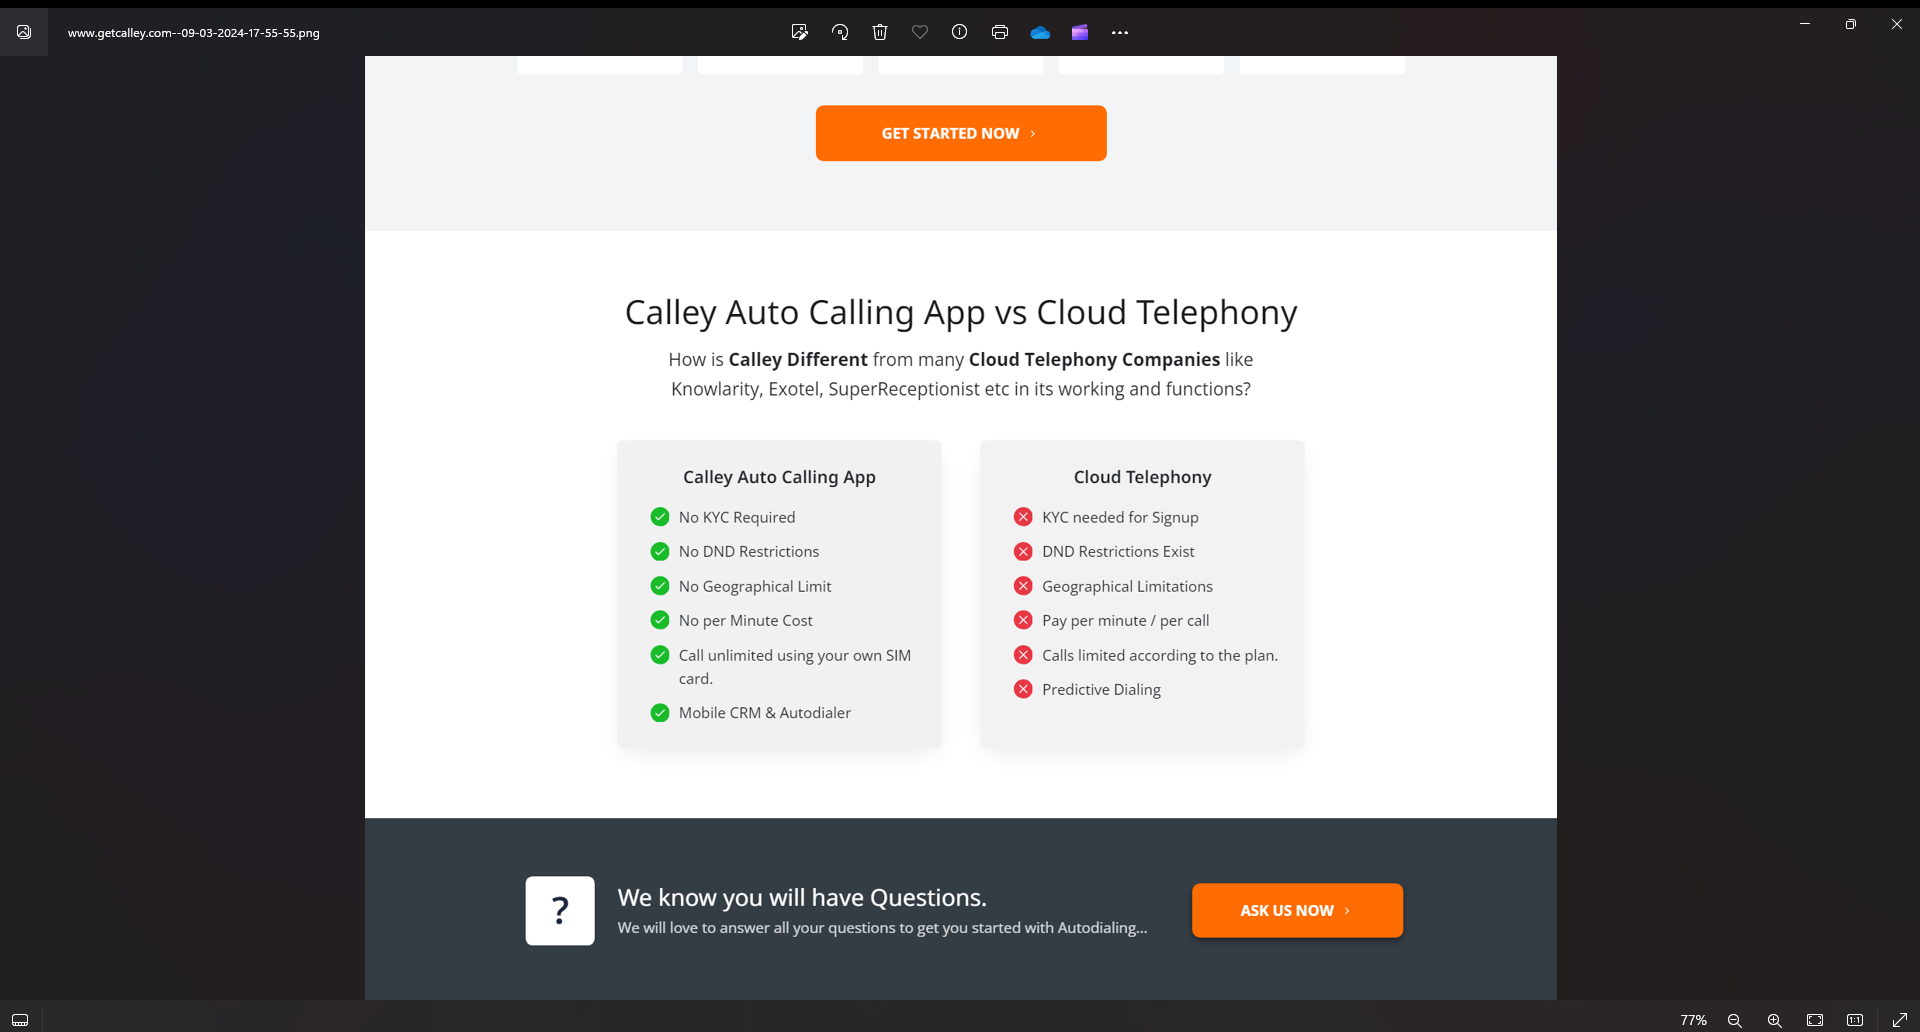 www.getcalley.com--09-03-2024-17-55-55.png
GET STARTED NOW
Calley Auto Calling App vs Cloud Telephony
How is Calley Different from many Cloud Telephony Companies like
Knowlarity, Exotel, SuperReceptionist etc in its working and functions?
Calley Auto Calling App
No KYC Required
No DND Restrictions
No Geographical Limit
No per Minute Cost
Call unlimited using your own SIM
card.
Mobile CRM & Autodialer
Cloud Telephony
KYC needed for Signup
DND Restrictions Exist
Geographical Limitations
Pay per minute / per call
Calls limited according to the plan.
Predictive Dialing
?
We know you will have Questions.
We will love to answer all your questions to get you started with Autodialing...
ASK US NOW
77%
1:1